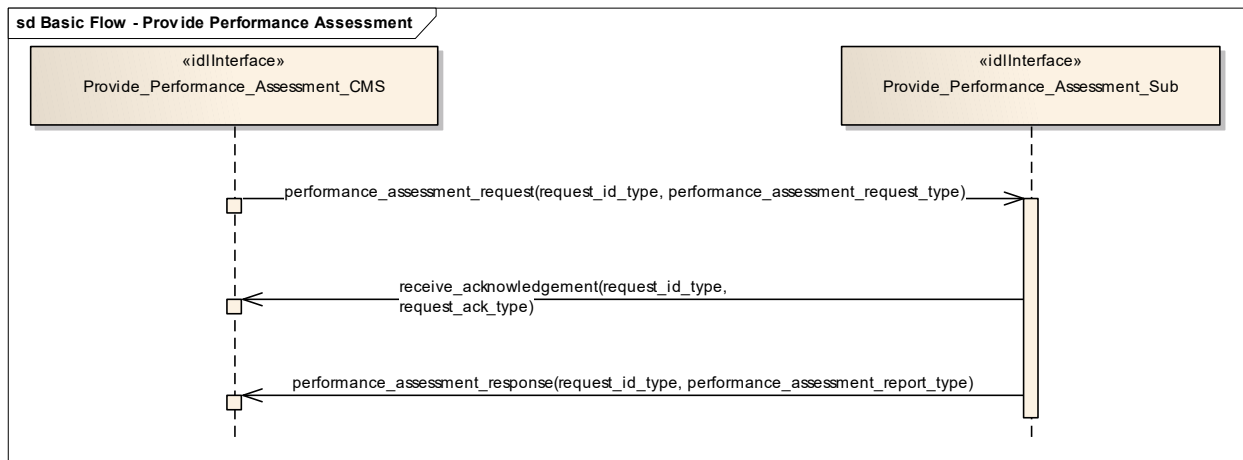 sd Basic Flow - Provide Performance Assessment
«idlInterface»
Provide_Performance_Assessment_CMS
«idlInterface»
Provide_Performance_Assessment_Sub
performance_assessment_request(request_id_type, performance_assessment_request_type)
receive_acknowledgement(request_id_type,
request_ack_type)
performance_assessment_response(request_id_type, performance_assessment_report_type)